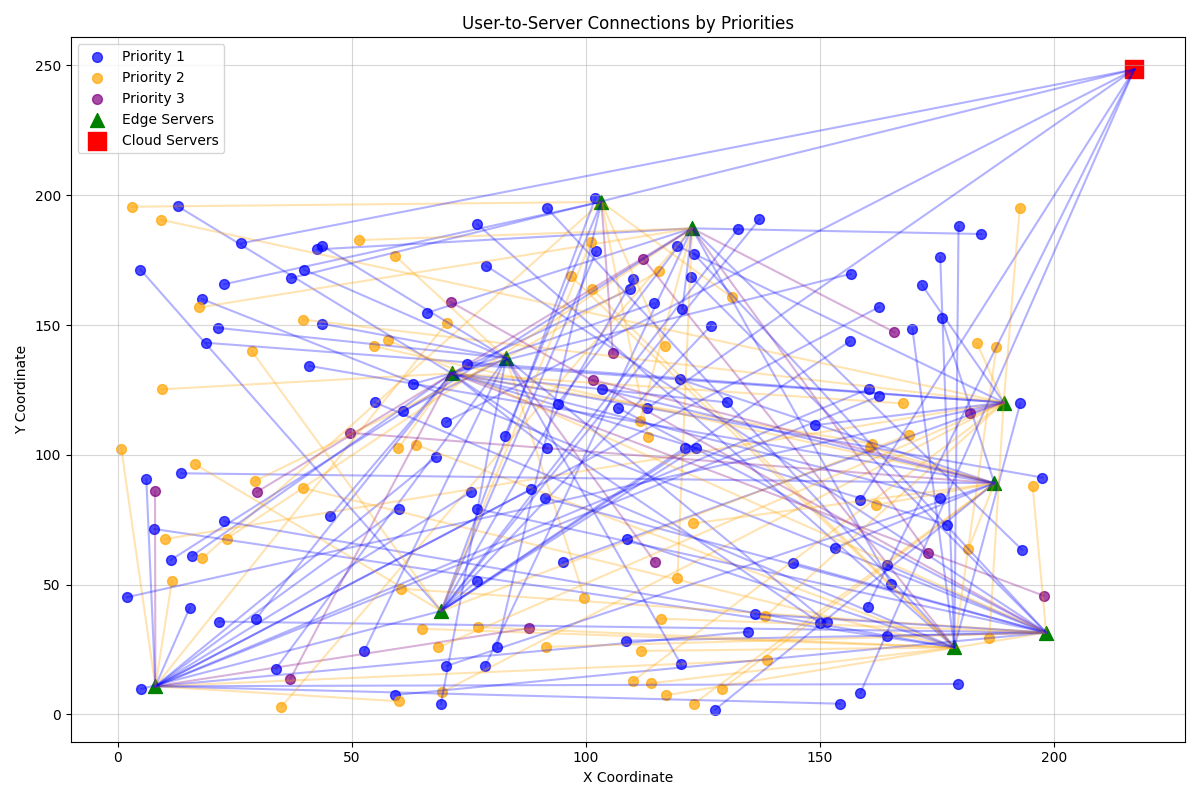 User-to-Server Connections by Priorities
Priority 1
Priority 2
Priority 3
Edge Servers
Cloud Servers
Y Coordinate
250
200
150
100
50
0
0 50 100 150 200
X Coordinate